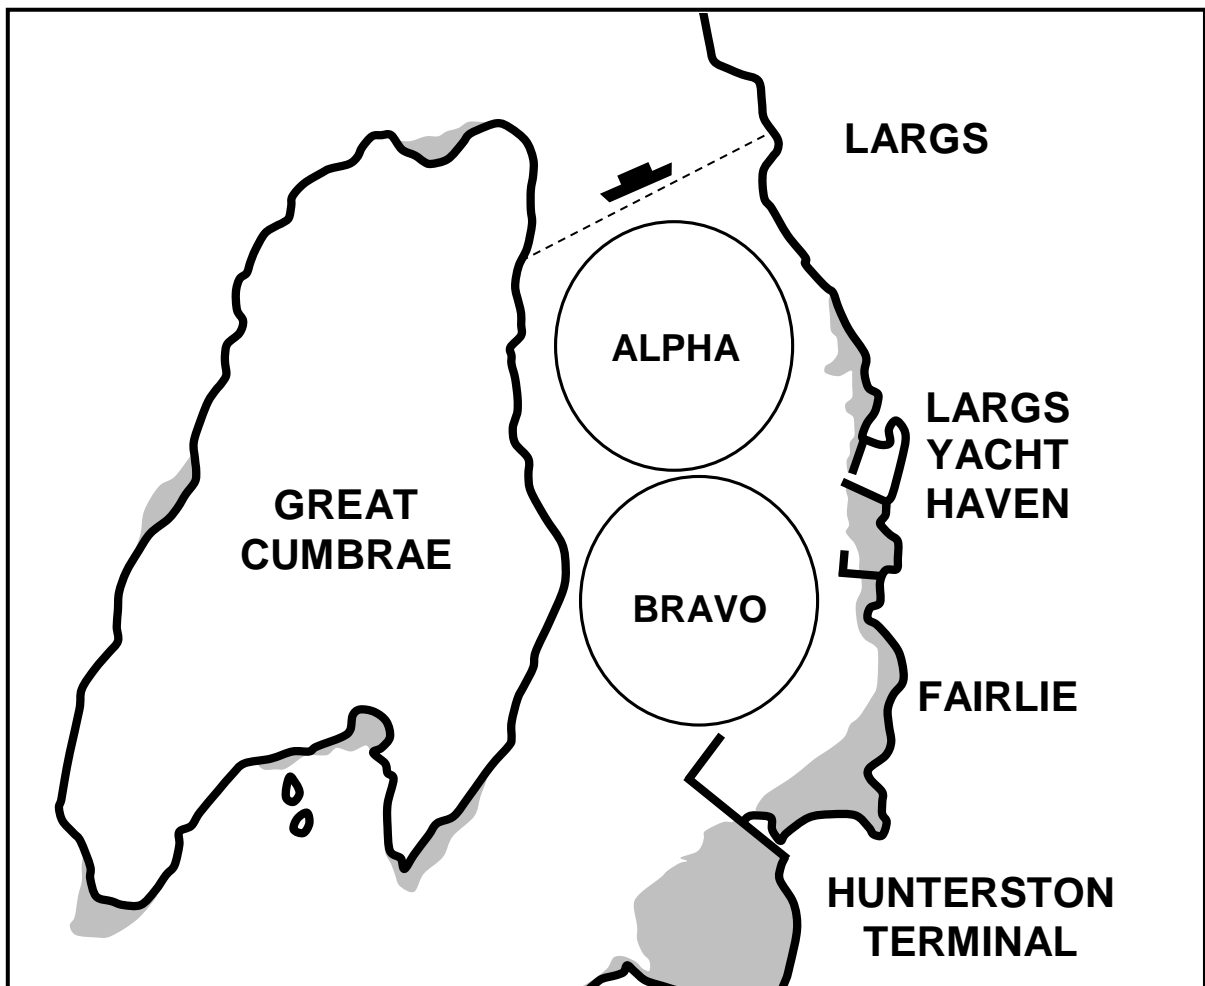 LARGS
ALPHA
LARGS
YACHT
HAVEN
GREAT
CUMBRAE
BRAVO
FAIRLIE
HUNTERSTON
TERMINAL